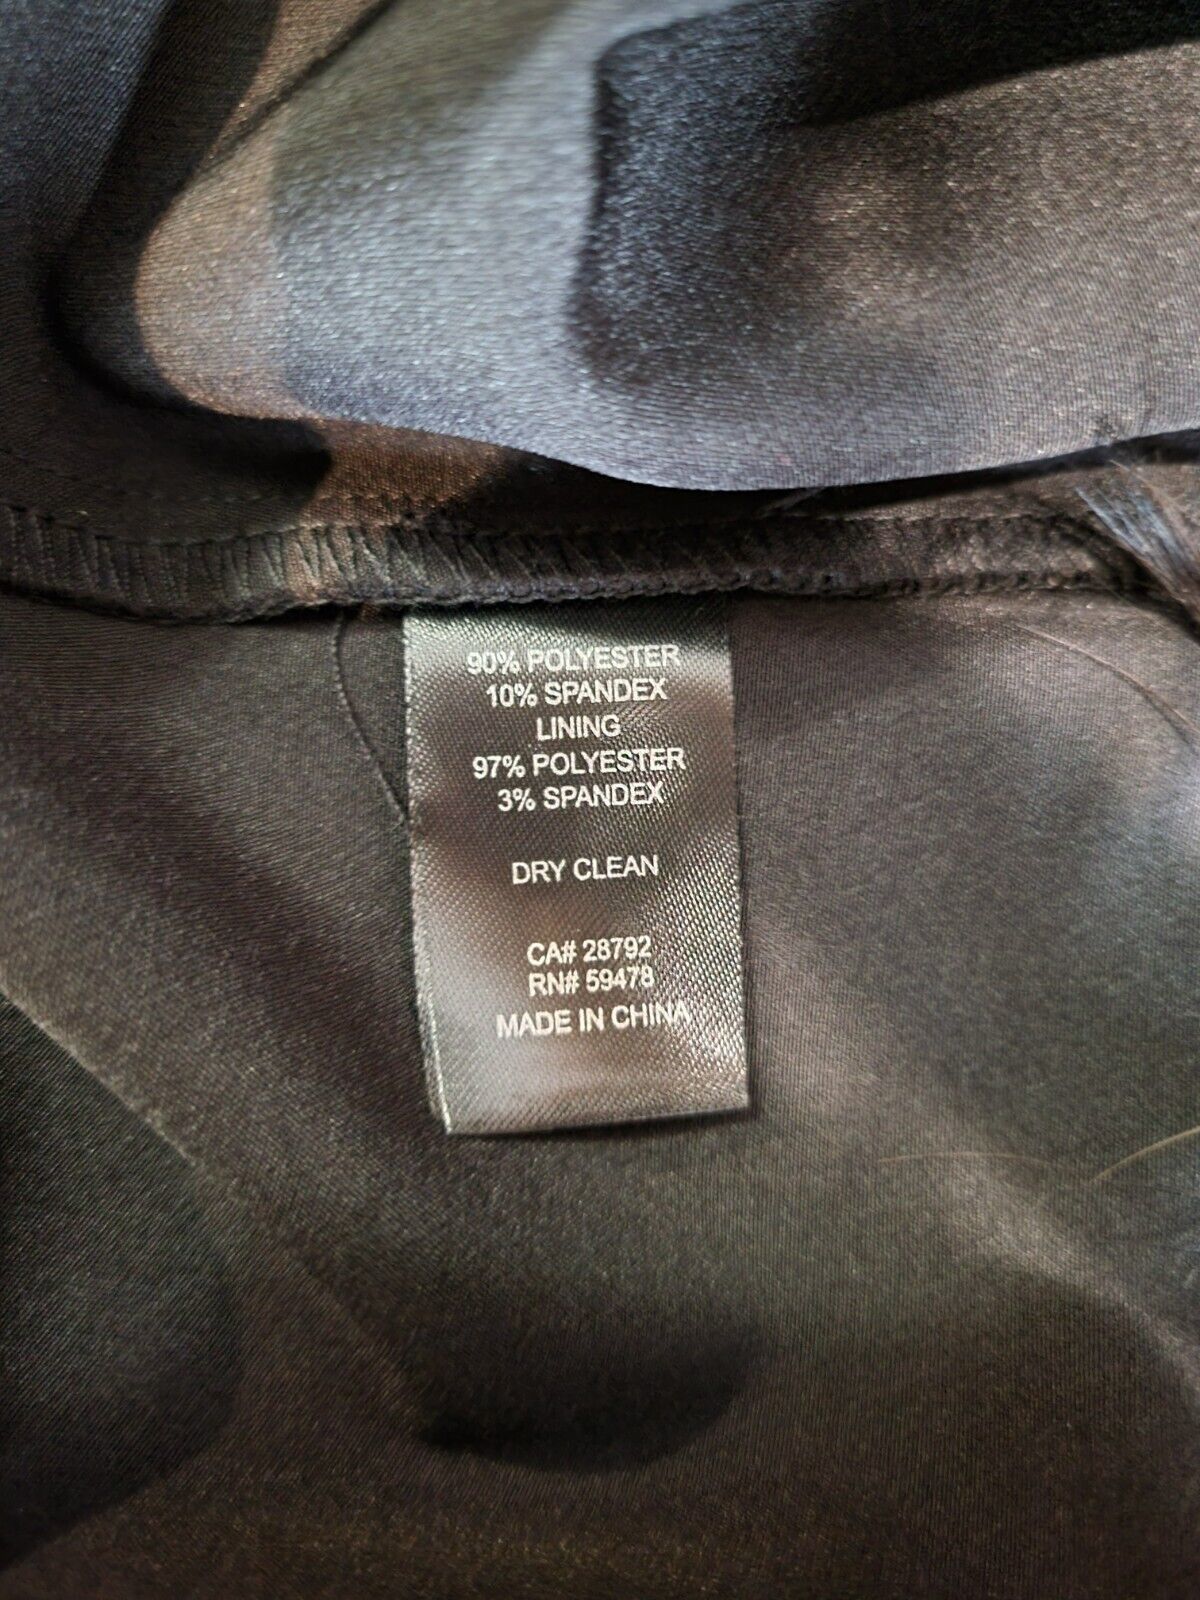 90% POLYESTER
10% SPANDEX
LINING
97% POLYESTER
3% SPANDEX
DRY CLEAN
CA# 28792
RN# 59478
MADE IN CHINA